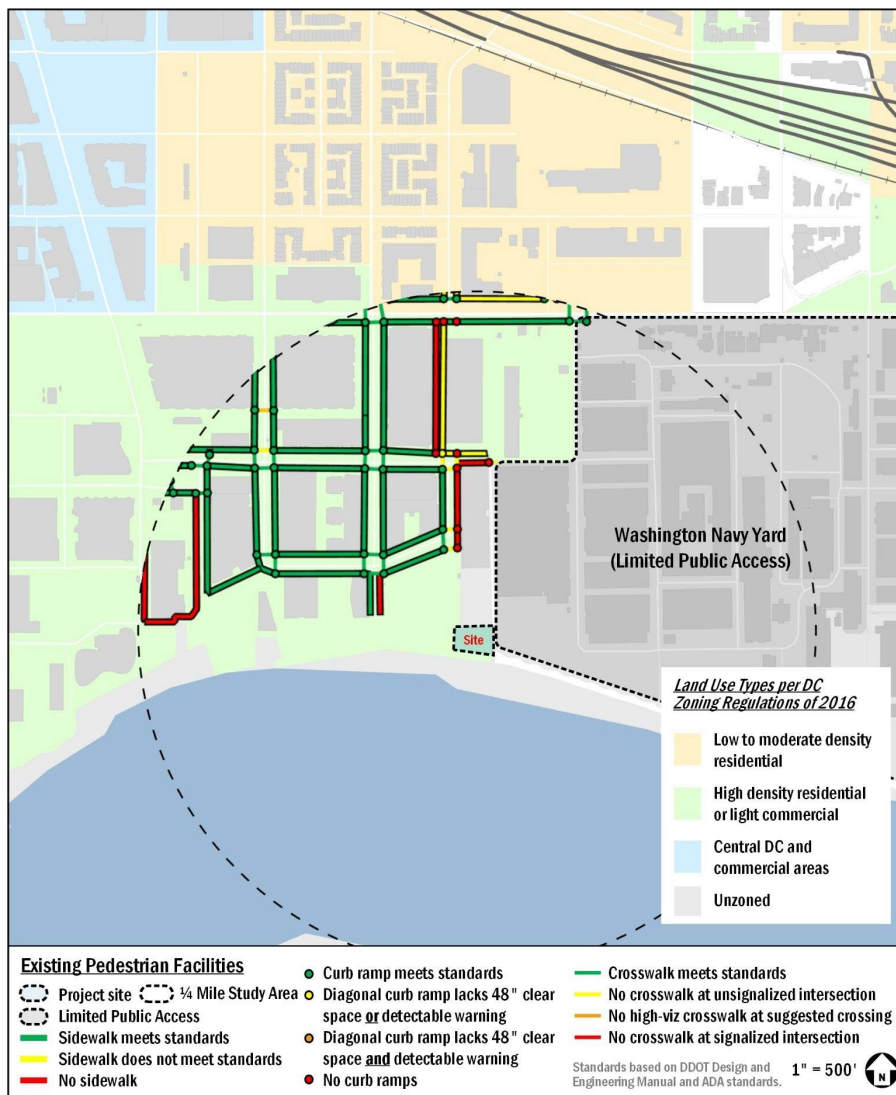 Washington Navy Yard
(Limited Public Access)
Site
Land Use Types per DC
Zoning Regulations of 2016
Low to moderate density
residential
High density residential
or light commercial
Central DC and
commercial areas
Unzoned
Existing Pedestrian Facilities
Project site
¼ Mile Study Area
Limited Public Access
Sidewalk meets standards
Sidewalk does not meet standards
No sidewalk
Curb ramp meets standards
Diagonal curb ramp lacks 48" clear
space or detectable warning
Diagonal curb ramp lacks 48" clear
space and detectable warning
No curb ramps
Crosswalk meets standards
No crosswalk at unsignalized intersection
No high-viz crosswalk at suggested crossing
No crosswalk at signalized intersection
Standards based on DDOT Design and
Engineering Manual and ADA standards.
1" = 500'
N